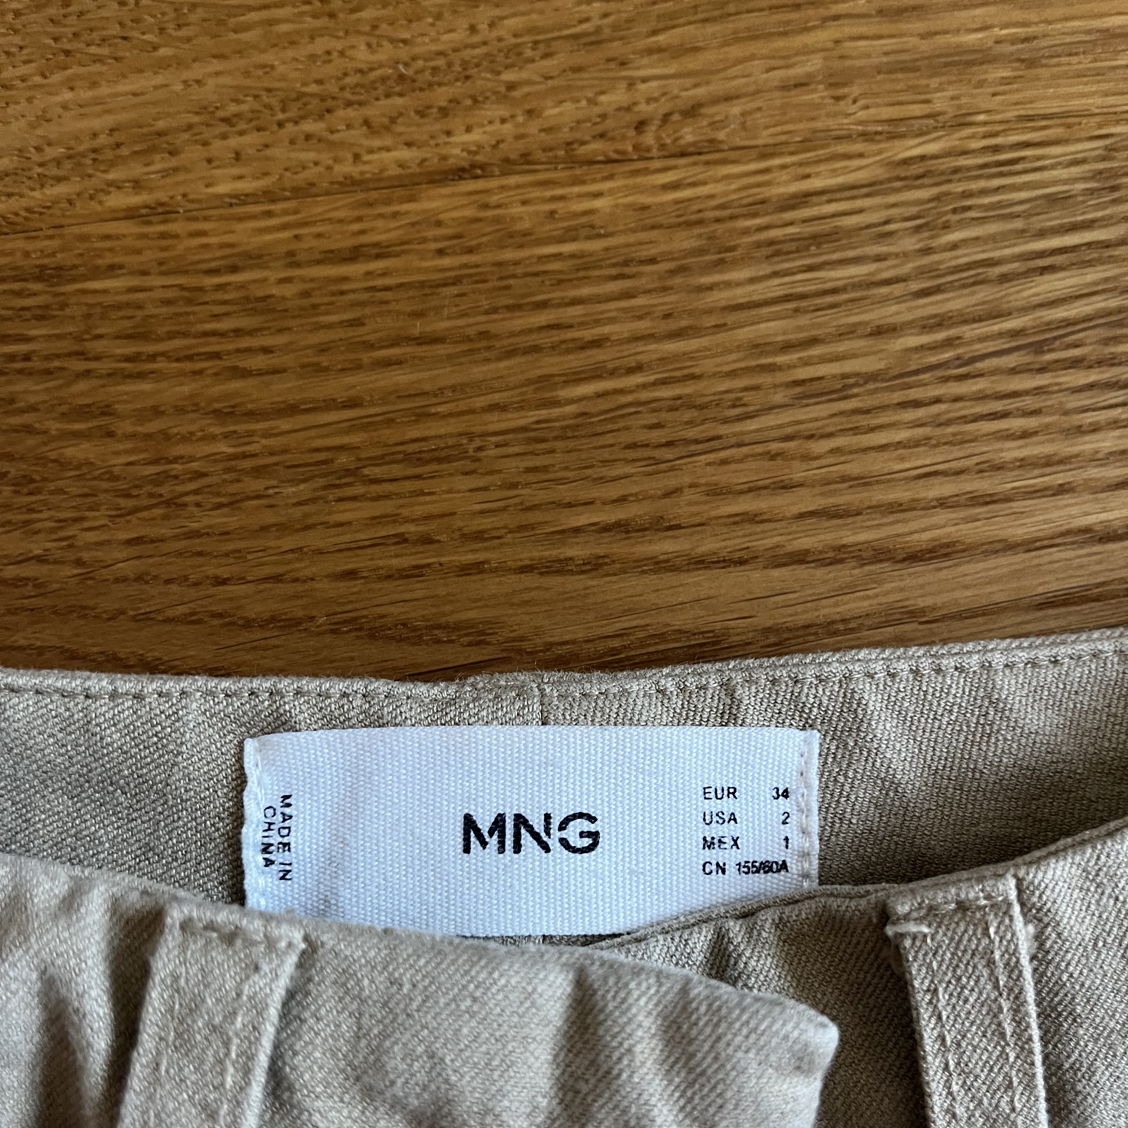 MADE IN
CHINA
MNG
EUR 34
USA 2
MEX 1
CN 155/60A